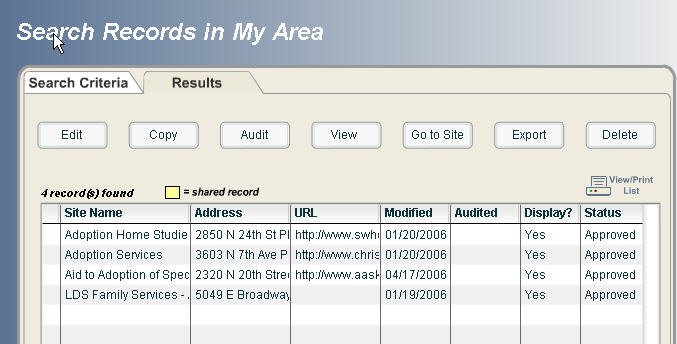 Search Records in My Area
Search Criteria Results
Edit Copy Audit View Go to Site Export Delete
4 record(s) found = shared record View/Print List
Site Name Address URL Modified Audited Display? Status
Adoption Home Studie 2850 N 24th St Pl http://www.swh 01/20/2006 Yes Approved
Adoption Services 3603 N 7th Ave P http://www.chris 01/20/2006 Yes Approved
Aid to Adoption of Spec 2320 N 20th Stre http://www.aask 04/17/2006 Yes Approved
LDS Family Services - . 5049 E Broadway 01/19/2006 Yes Approved